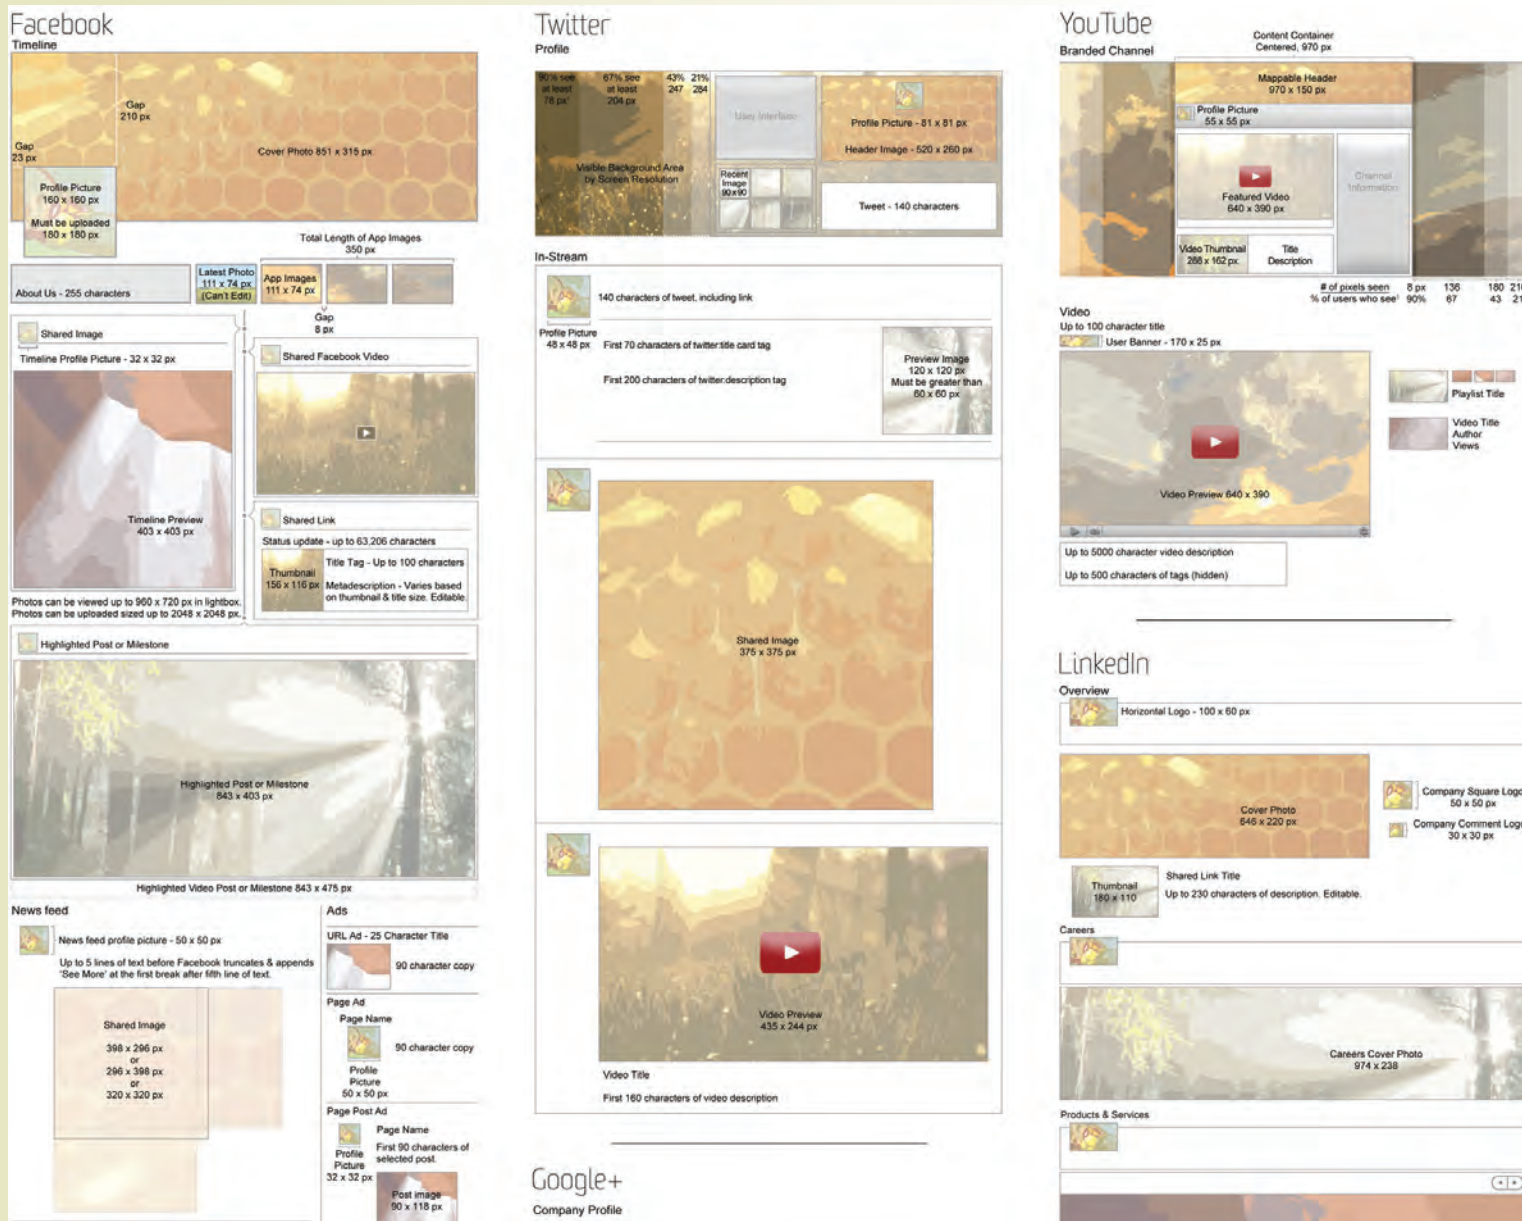 Facebook
Timeline
Gap
210 px
Gap
23 px
Cover Photo 851 x 315 px
Profile Picture
160 x 160 px
Must be uploaded
180 x 180 px
Total Length of App Images
350 px
About Us - 255 characters
Latest Photo
111 x 74 px
(Can't Edit)
App Images
111 x 74 px
Gap
8 px
Shared Image
Timeline Profile Picture - 32 x 32 px
Timeline Preview
403 x 403 px
Photos can be viewed up to 960 x 720 px in lightbox.
Photos can be uploaded sized up to 2048 x 2048 px.
Shared Facebook Video
Shared Link
Status update - up to 63,206 characters
Thumbnail
156 x 116 px
Title Tag - Up to 100 characters
Metadescription - Varies based
on thumbnail & title size. Editable.
Highlighted Post or Milestone
Highlighted Post or Milestone
843 x 403 px
Highlighted Video Post or Milestone 843 x 475 px
News feed
News feed profile picture - 50 x 50 px
Up to 5 lines of text before Facebook truncates & appends
'See More' at the first break after fifth line of text.
Shared Image
398 x 296 px
or
296 x 398 px
or
320 x 320 px
Ads
URL Ad - 25 Character Title
90 character copy
Page Ad
Page Name
90 character copy
Profile
Picture
50 x 50 px
Page Post Ad
Page Name
First 90 characters of
selected post.
Profile
Picture
32 x 32 px
Post image
90 x 118 px
Twitter
Profile
90% see
at least
78 px¹
67% see
at least
204 px
43%
247
21%
284
Visible Background Area
by Screen Resolution
User Interface
Recent
Image
90x90
Profile Picture - 81 x 81 px
Header Image - 520 x 260 px
Tweet - 140 characters
In-Stream
140 characters of tweet, including link
Profile Picture
48 x 48 px
First 70 characters of twitter:title card tag
First 200 characters of twitter:description tag
Preview Image
120 x 120 px
Must be greater than
60 x 60 px
Shared Image
375 x 375 px
Video Preview
435 x 244 px
Video Title
First 160 characters of video description
Google+
Company Profile
YouTube
Branded Channel
Content Container
Centered, 970 px
Mappable Header
970 x 150 px
Profile Picture
55 x 55 px
Featured Video
640 x 390 px
Channel
Information
Video Thumbnail
288 x 162 px
Title
Description
# of pixels seen 8 px 136 180 210
% of users who see¹ 90% 67 43 21
Video
Up to 100 character title
User Banner - 170 x 25 px
Video Preview 640 x 390
Playlist Title
Video Title
Author
Views
Up to 5000 character video description
Up to 500 characters of tags (hidden)
LinkedIn
Overview
Horizontal Logo - 100 x 60 px
Cover Photo
646 x 220 px
Company Square Logo
50 x 50 px
Company Comment Logo
30 x 30 px
Thumbnail
180 x 110
Shared Link Title
Up to 230 characters of description. Editable.
Careers
Careers Cover Photo
974 x 238
Products & Services